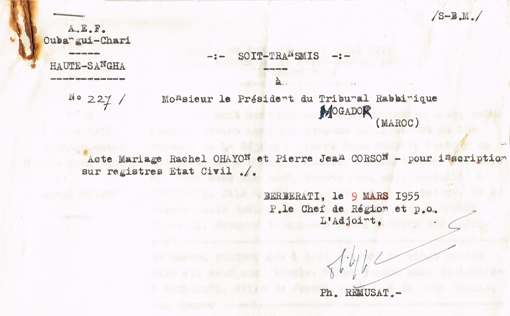 /S-B.M./
A.E.F.
Oubangui-Chari
-----------
HAUTE-SANGHA
-----------
-:- SOIT-TRANSMIS -:-
----
à
No 227/
Monsieur le Président du Tribunal Rabbinique
MOGADOR
(MAROC)
Acte Mariage Rachel OHAYON et Pierre Jean CORSON - pour inscription
sur registres Etat Civil ./.
BERBERATI, le 9 MARS 1955
P.le Chef de Région et p.o.
L'Adjoint,
Ph. REMUSAT.-